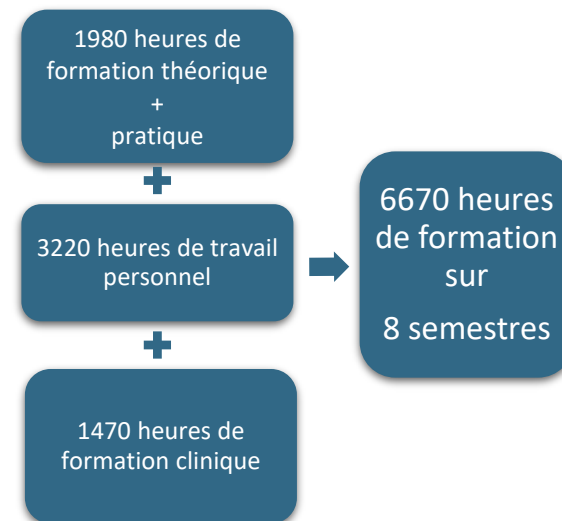 1980 heures de
formation théorique
+
pratique
3220 heures de travail
personnel
1470 heures de
formation clinique
6670 heures
de formation
sur
8 semestres